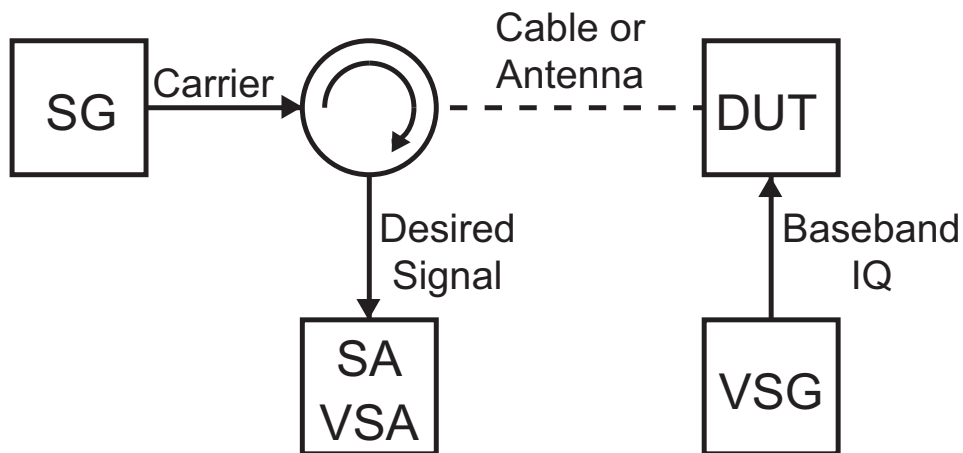 Cable or
Antenna
SG
Carrier
DUT
Desired
Signal
Baseband
IQ
SA
VSA
VSG